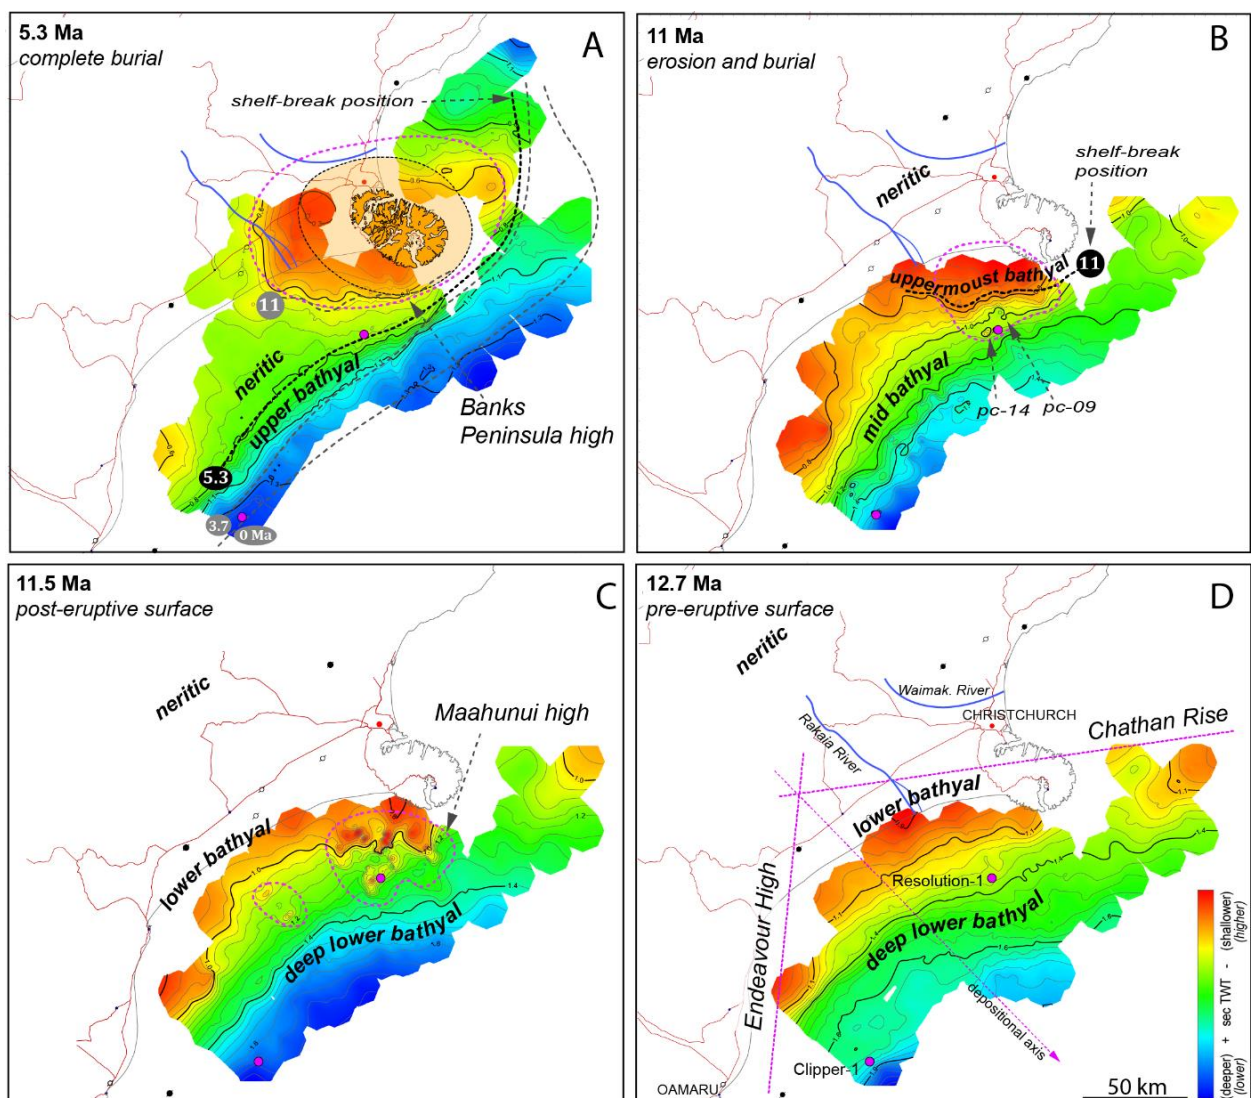 5.3 Ma
complete burial
A
shelf-break position
11
neritic
upper bathyal
Banks
Peninsula high
5.3
3.7
0 Ma
11 Ma
erosion and burial
B
shelf-break
position
neritic
11
uppermoust bathyal
mid bathyal
pc-14
pc-09
11.5 Ma
post-eruptive surface
C
neritic
Maahunui high
lower bathyal
deep lower bathyal
12.7 Ma
pre-eruptive surface
D
neritic
Waimak. River
CHRISTCHURCH
Rakaia River
Chathan Rise
lower bathyal
Resolution-1
deep lower bathyal
Endeavour High
depositional axis
Clipper-1
OAMARU
50 km
(deeper) + sec TWT - (shallower)
(lower) (higher)